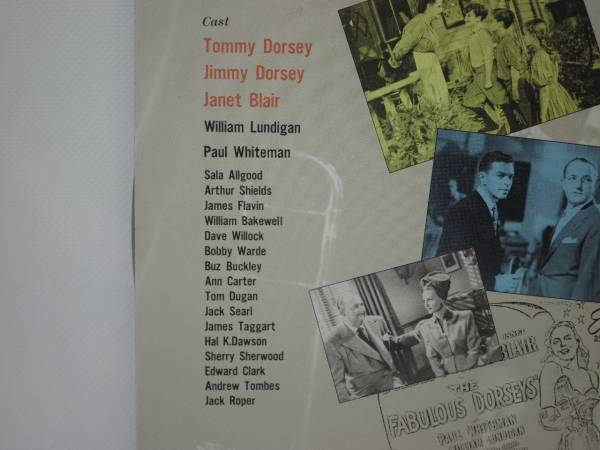 Cast
Tommy Dorsey
Jimmy Dorsey
Janet Blair
William Lundigan
Paul Whiteman
Sala Allgood
Arthur Shields
James Flavin
William Bakewell
Dave Willock
Bobby Warde
Buz Buckley
Ann Carter
Tom Dugan
Jack Searl
James Taggart
Hal K.Dawson
Sherry Sherwood
Edward Clark
Andrew Tombes
Jack Roper
JANET
BLAIR
"THE
FABULOUS DORSEYS"
PAUL WHITEMAN
LUNDIGAN